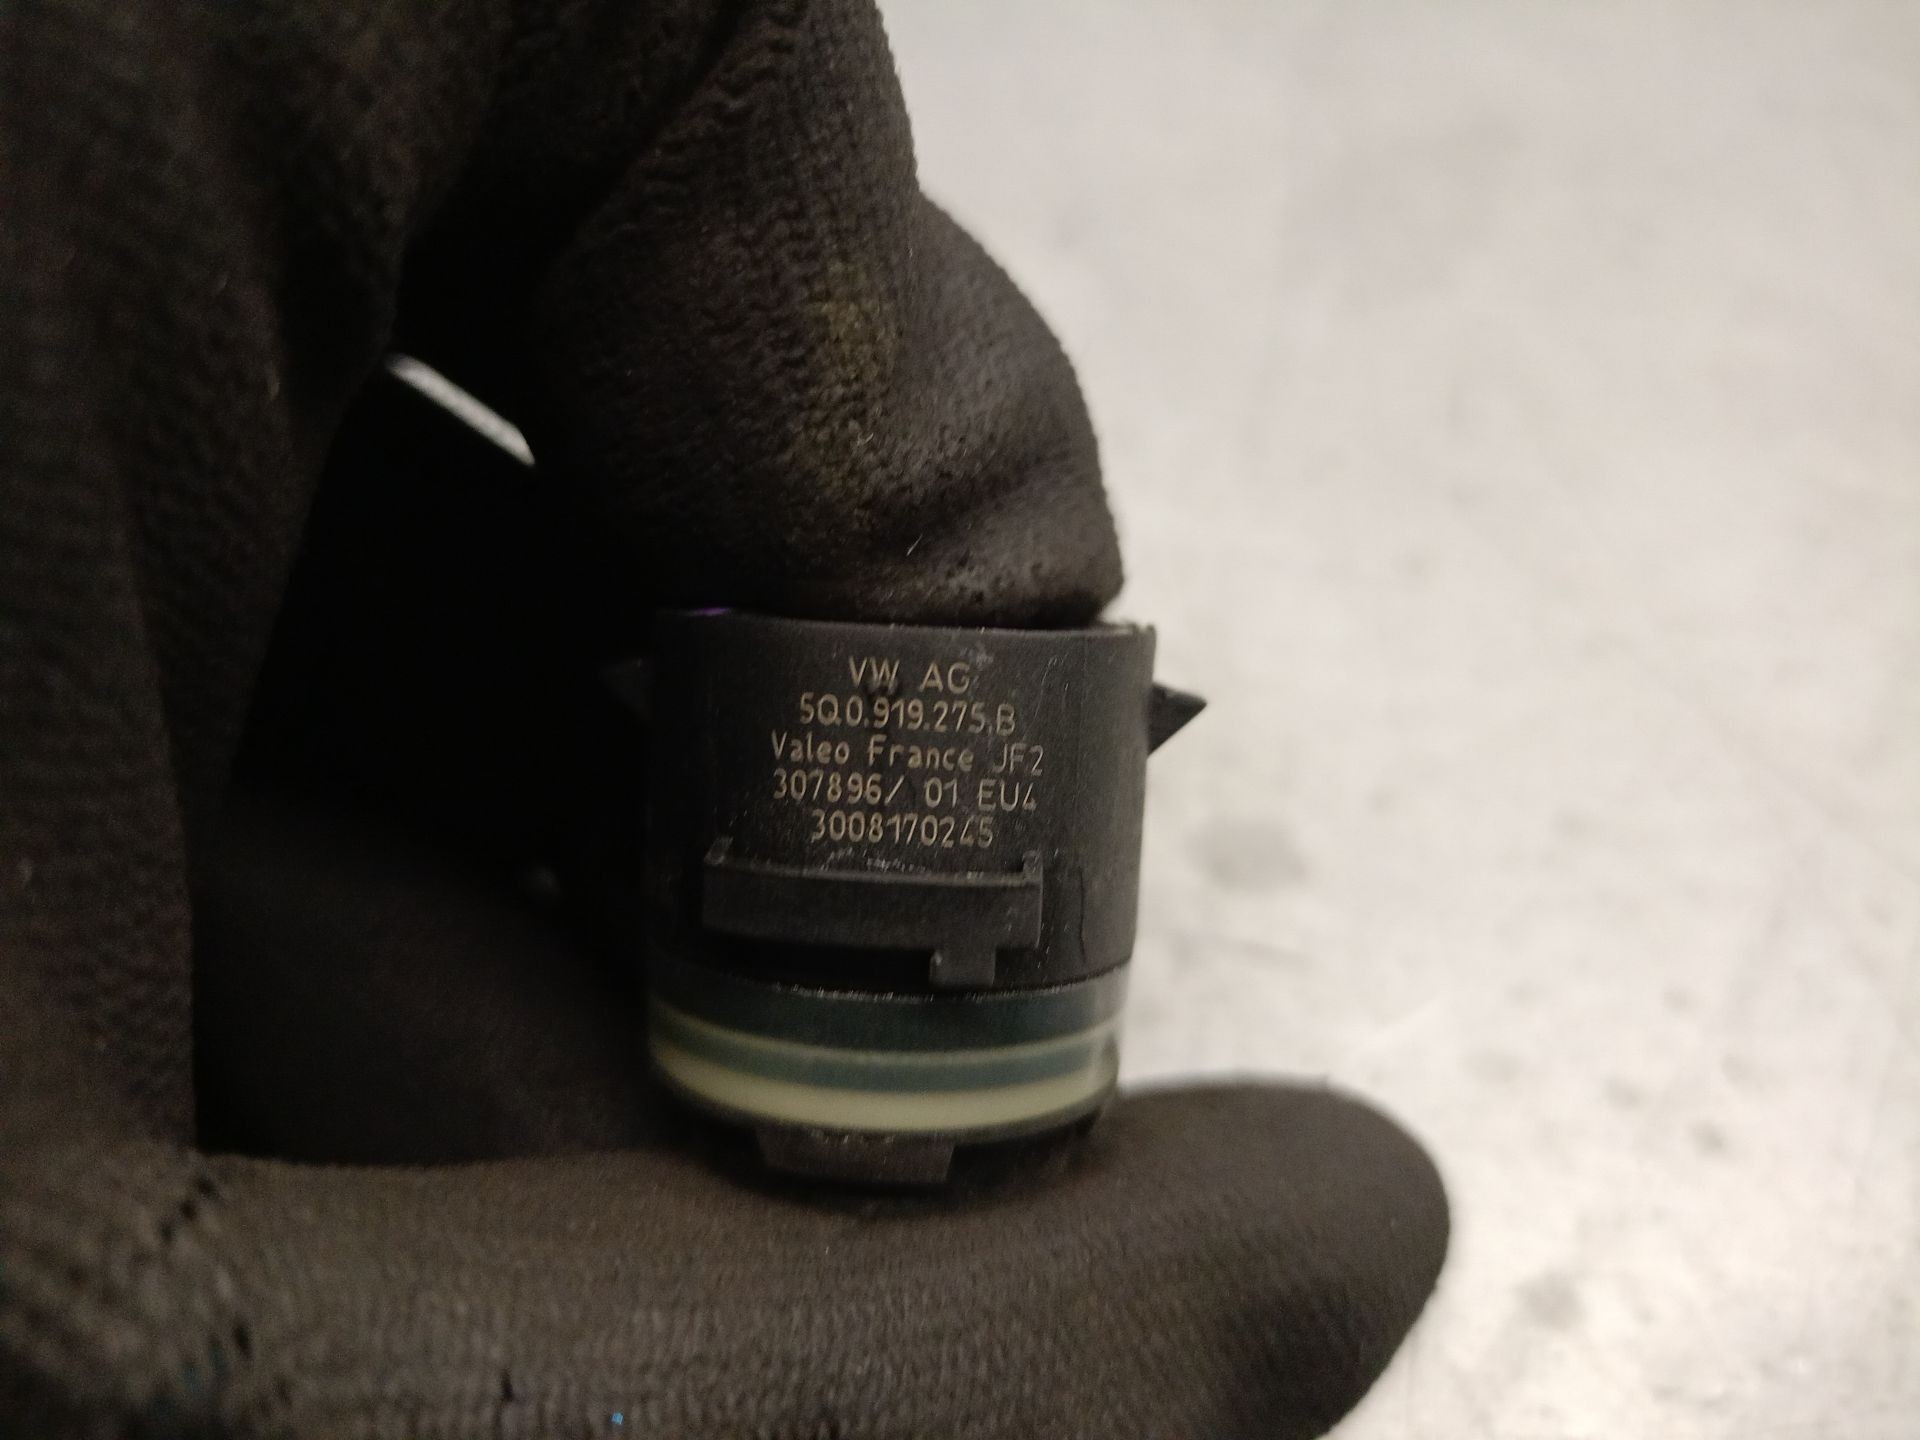 VW AG
5Q0.919.275.B
Valeo France JF2
307896/ 01 EU4
3008170245